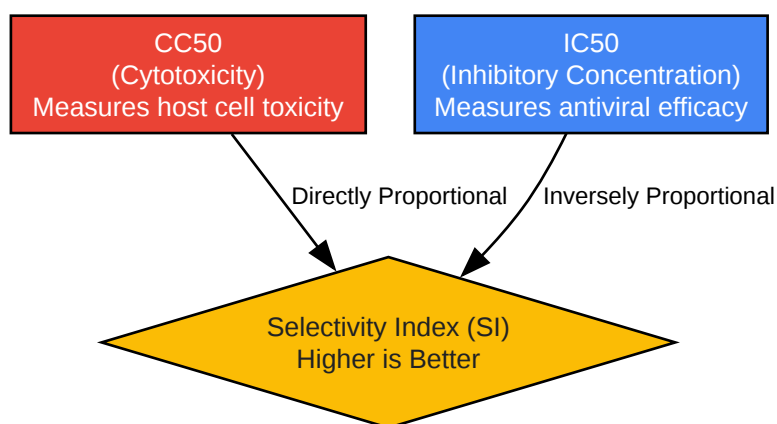 CC50
(Cytotoxicity)
Measures host cell toxicity
IC50
(Inhibitory Concentration)
Measures antiviral efficacy
Directly Proportional
Inversely Proportional
Selectivity Index (SI)
Higher is Better